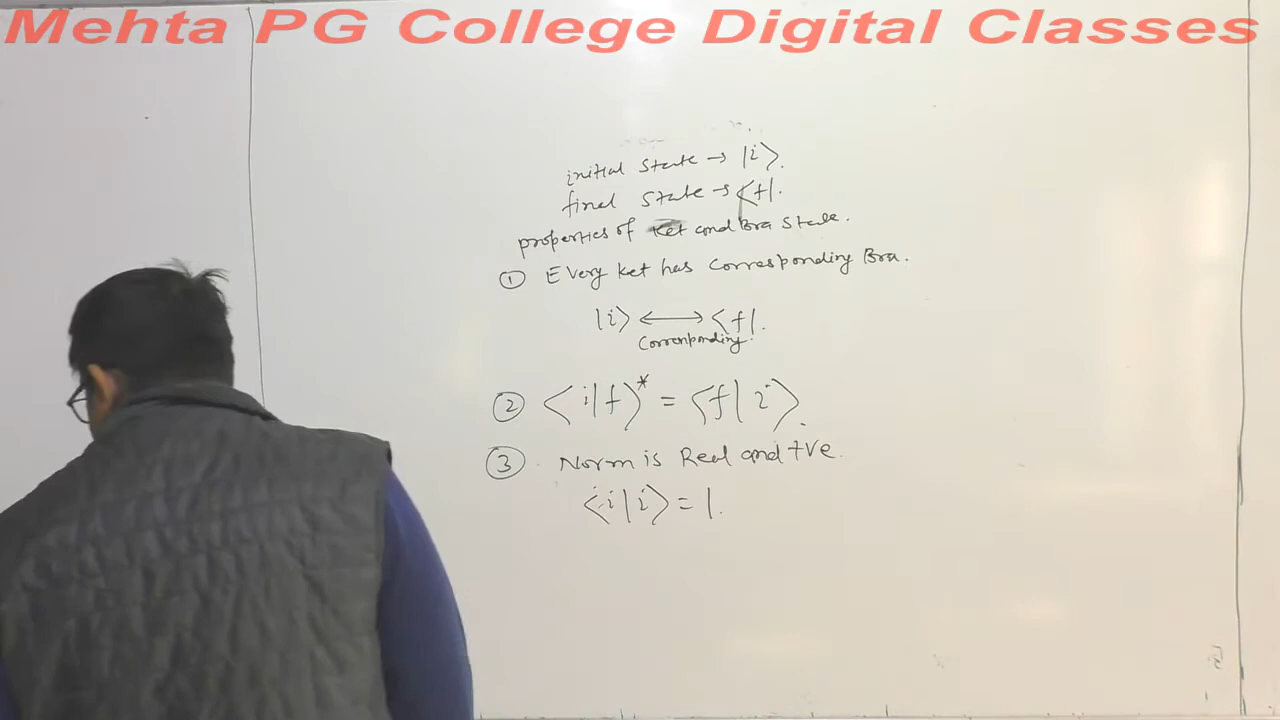 Mehta PG College Digital Classes
initial State → |i⟩.
final State → ⟨f|.
properties of Ket and Bra State.
① Every ket has corresponding Bra.
|i⟩ ⟷ ⟨f|.
Corresponding.
② ⟨i|f⟩* = ⟨f|i⟩.
③ Norm is Real and +ve.
⟨i|i⟩ = 1.